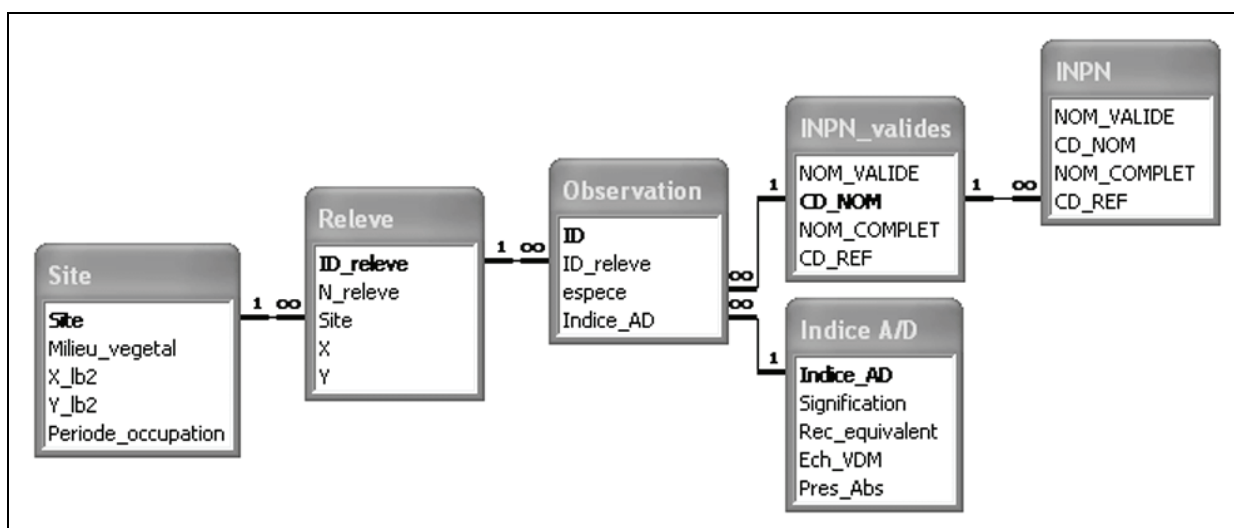 Site
Site
Milieu_vegetal
X_lb2
Y_lb2
Periode_occupation
1 ∞
Releve
ID_releve
N_releve
Site
X
Y
1 ∞
Observation
ID
ID_releve
espece
Indice_AD
∞ 1
∞ 1
INPN_valides
NOM_VALIDE
CD_NOM
NOM_COMPLET
CD_REF
1 ∞
INPN
NOM_VALIDE
CD_NOM
NOM_COMPLET
CD_REF
Indice A/D
Indice_AD
Signification
Rec_equivalent
Ech_VDM
Pres_Abs